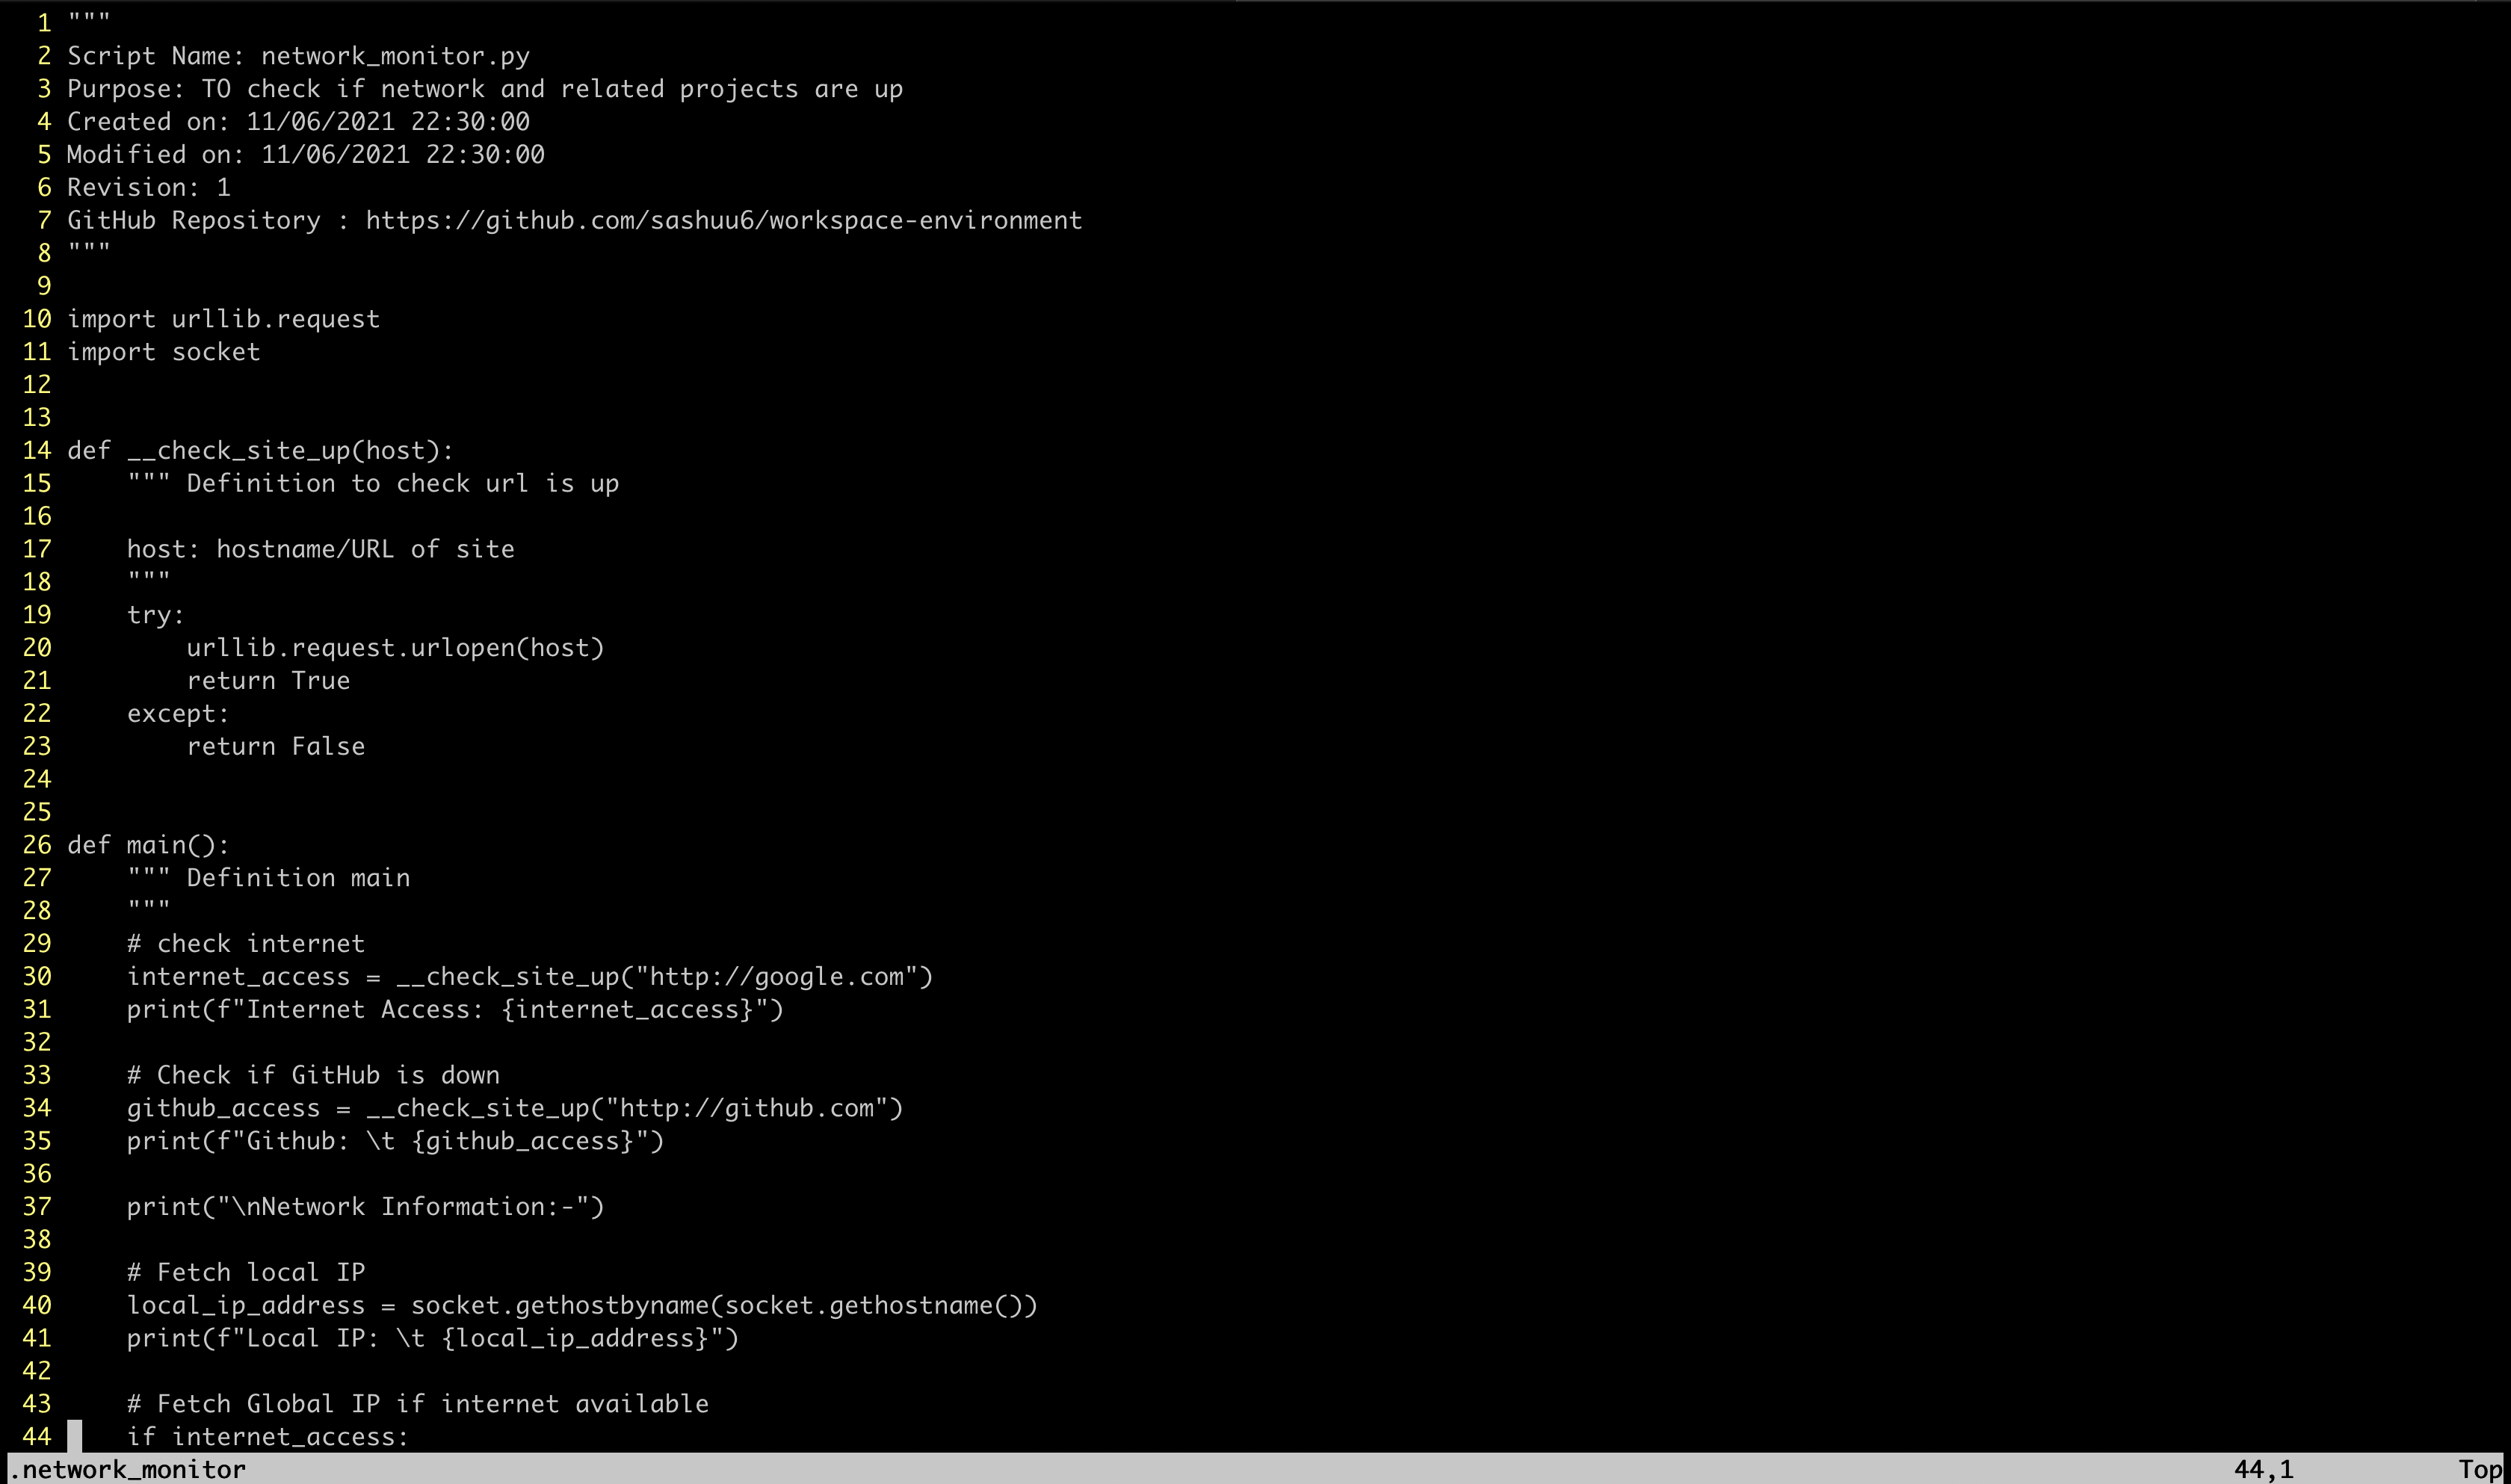 1 """
2 Script Name: network_monitor.py
3 Purpose: TO check if network and related projects are up
4 Created on: 11/06/2021 22:30:00
5 Modified on: 11/06/2021 22:30:00
6 Revision: 1
7 GitHub Repository : https://github.com/sashuu6/workspace-environment
8 """
9
10 import urllib.request
11 import socket
12
13
14 def __check_site_up(host):
15     """ Definition to check url is up
16
17     host: hostname/URL of site
18     """
19     try:
20         urllib.request.urlopen(host)
21         return True
22     except:
23         return False
24
25
26 def main():
27     """ Definition main
28     """
29     # check internet
30     internet_access = __check_site_up("http://google.com")
31     print(f"Internet Access: {internet_access}")
32
33     # Check if GitHub is down
34     github_access = __check_site_up("http://github.com")
35     print(f"Github: \t {github_access}")
36
37     print("\nNetwork Information:-")
38
39     # Fetch local IP
40     local_ip_address = socket.gethostbyname(socket.gethostname())
41     print(f"Local IP: \t {local_ip_address}")
42
43     # Fetch Global IP if internet available
44     if internet_access:
.network_monitor 44,1 Top